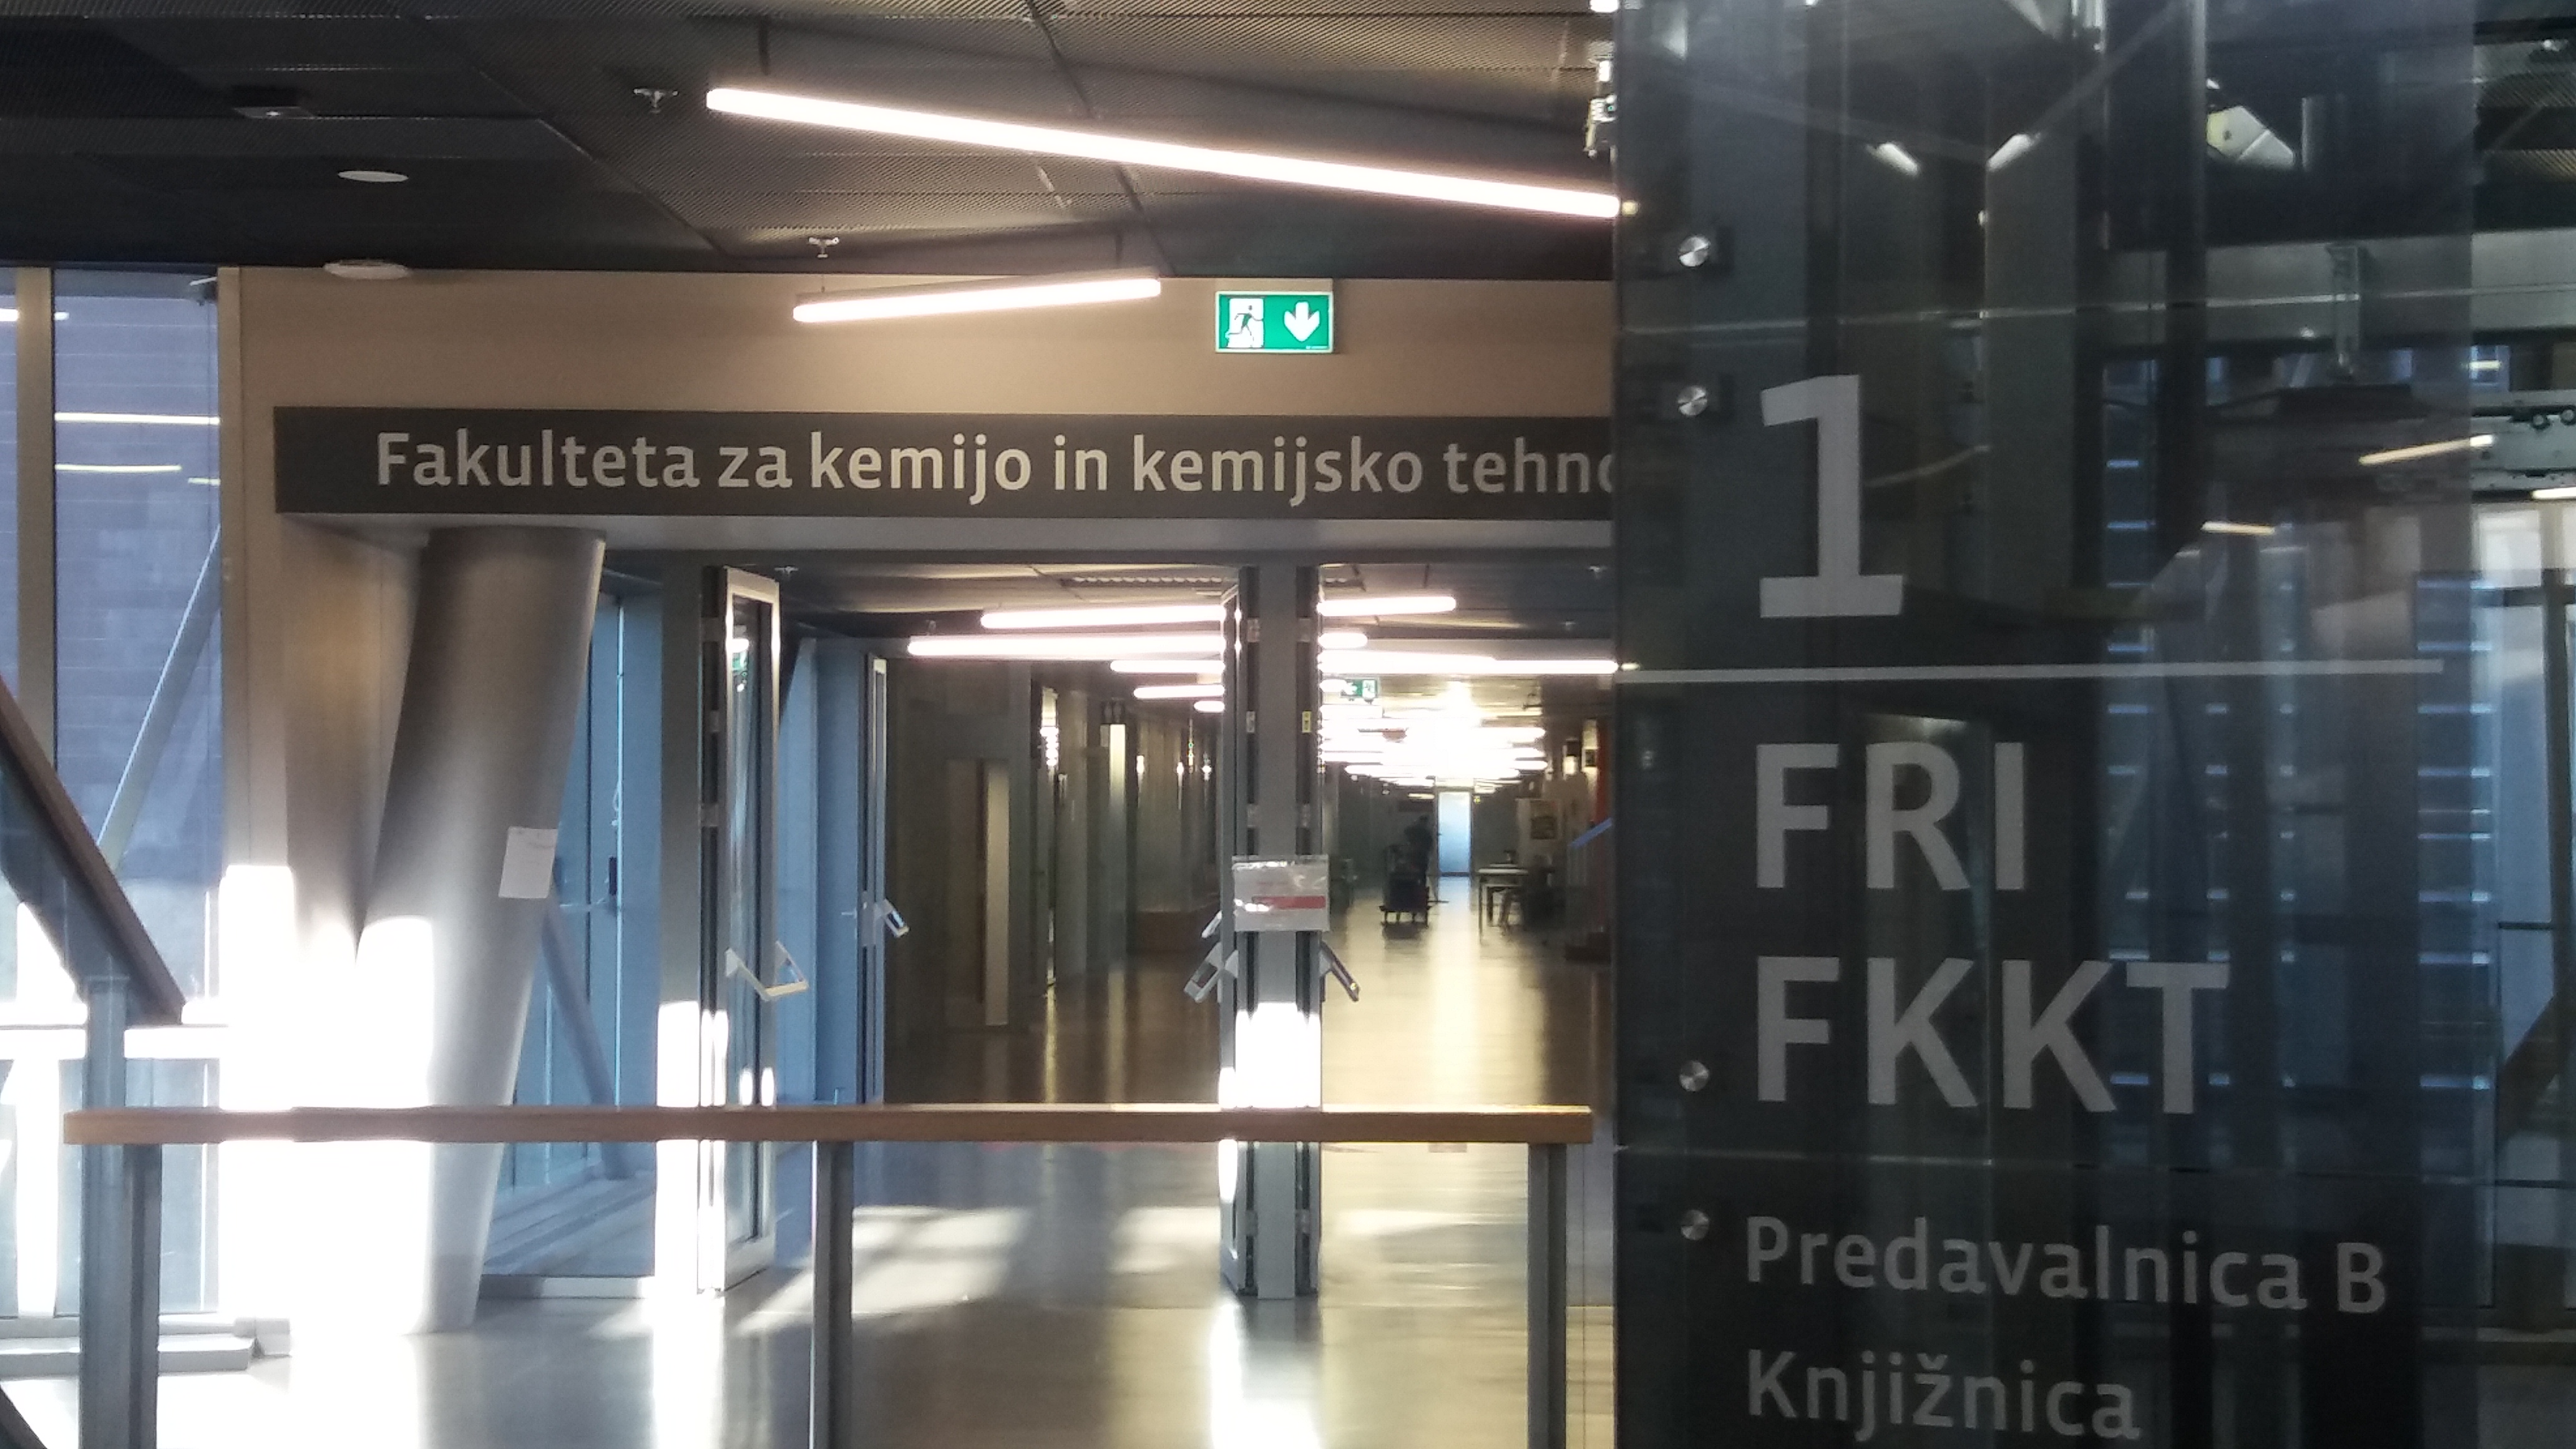 Fakulteta za kemijo in kemijsko tehno
1
FRI
FKKT
Predavalnica B
Knjižnica